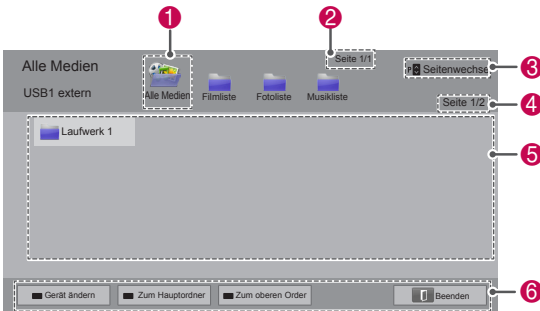 1
2
3
4
5
6
Alle Medien
USB1 extern
Alle Medien
Filmliste
Fotoliste
Musikliste
Seite 1/1
P Seitenwechse
Seite 1/2
Laufwerk 1
Gerät ändern
Zum Hauptordner
Zum oberen Order
Beenden